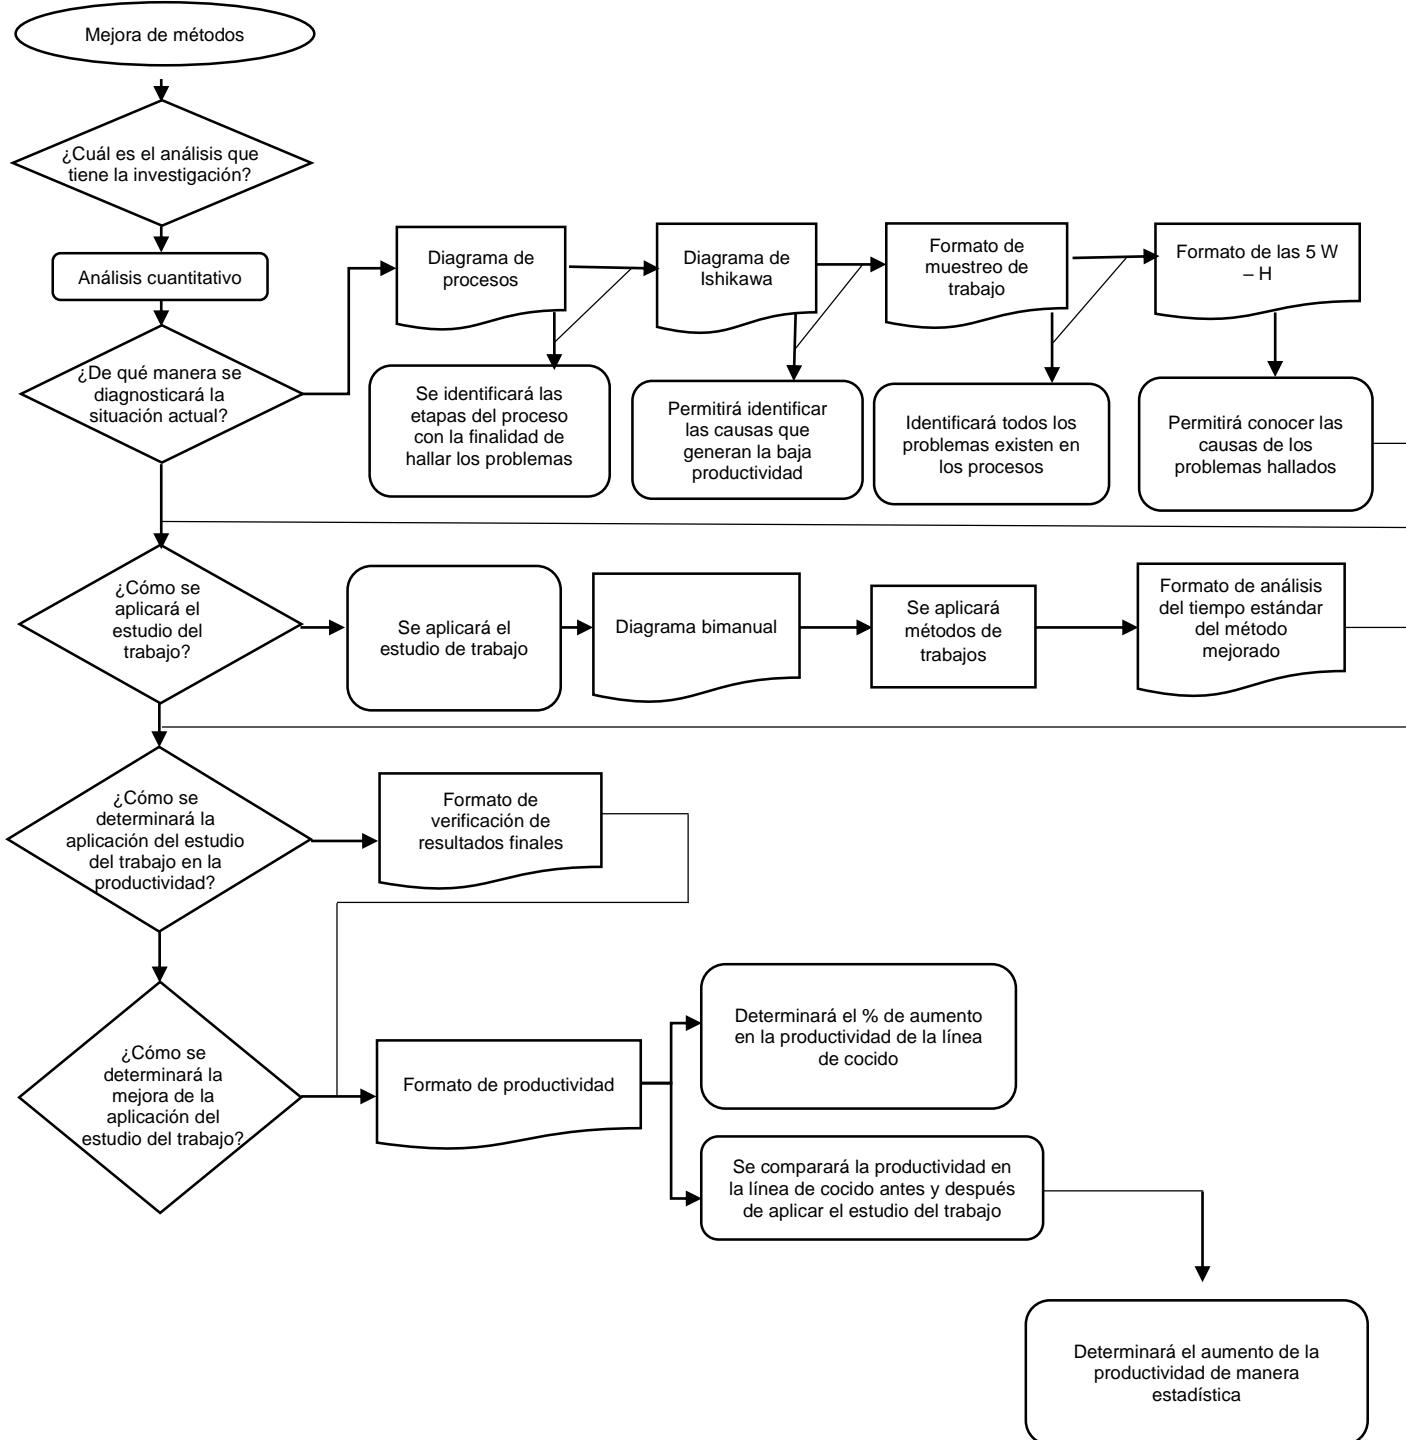 Mejora de métodos
¿Cuál es el análisis que
tiene la investigación?
Análisis cuantitativo
¿De qué manera se
diagnosticará la
situación actual?
Diagrama de
procesos
Diagrama de
Ishikawa
Formato de
muestreo de
trabajo
Formato de las 5 W
– H
Se identificará las
etapas del proceso
con la finalidad de
hallar los problemas
Permitirá identificar
las causas que
generan la baja
productividad
Identificará todos los
problemas existen en
los procesos
Permitirá conocer las
causas de los
problemas hallados
¿Cómo se
aplicará el
estudio del
trabajo?
Se aplicará el
estudio de trabajo
Diagrama bimanual
Se aplicará
métodos de
trabajos
Formato de análisis
del tiempo estándar
del método
mejorado
¿Cómo se
determinará la
aplicación del estudio
del trabajo en la
productividad?
Formato de
verificación de
resultados finales
¿Cómo se
determinará la
mejora de la
aplicación del
estudio del trabajo?
Formato de productividad
Determinará el % de aumento
en la productividad de la línea
de cocido
Se comparará la productividad en
la línea de cocido antes y después
de aplicar el estudio del trabajo
Determinará el aumento de la
productividad de manera
estadística